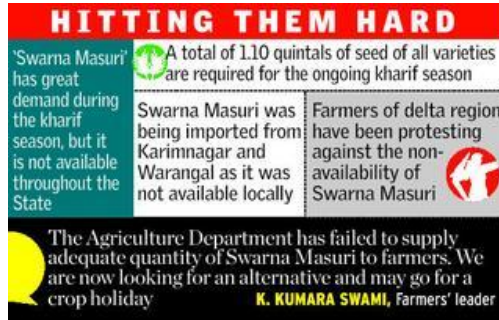 HITTING THEM HARD
'Swarna Masuri'
has great
demand during
the kharif
season, but it
is not available
throughout the
State
A total of 1.10 quintals of seed of all varieties
are required for the ongoing kharif season
Swarna Masuri was
being imported from
Karimnagar and
Warangal as it was
not available locally
Farmers of delta region
have been protesting
against the non-
availability of
Swarna Masuri
The Agriculture Department has failed to supply
adequate quantity of Swarna Masuri to farmers. We
are now looking for an alternative and may go for a
crop holiday
K. KUMARA SWAMI, Farmers' leader